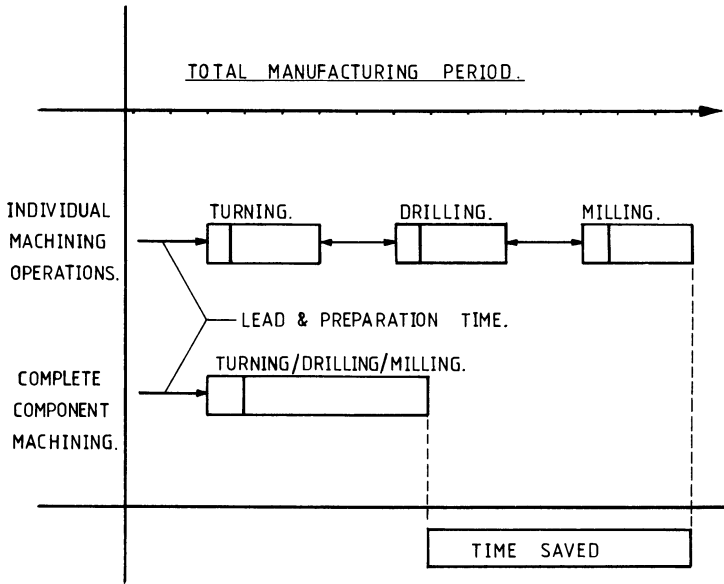 TOTAL MANUFACTURING PERIOD.
INDIVIDUAL
MACHINING
OPERATIONS.
TURNING.
DRILLING.
MILLING.
LEAD & PREPARATION TIME.
COMPLETE
COMPONENT
MACHINING.
TURNING/DRILLING/MILLING.
TIME SAVED